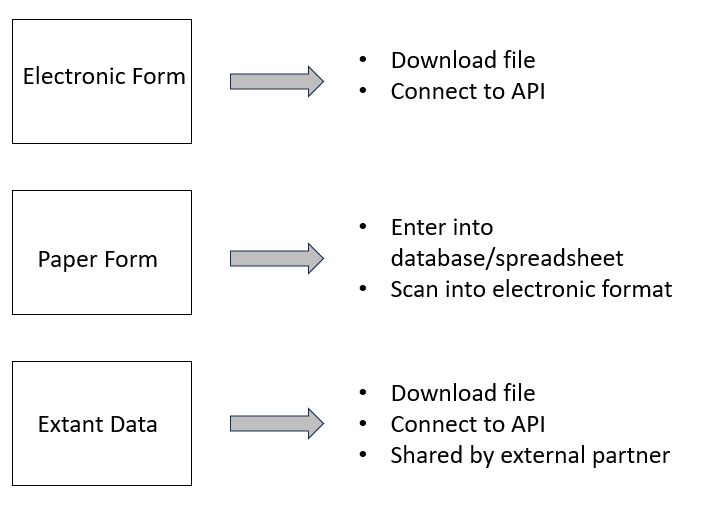 Electronic Form
• Download file
• Connect to API
Paper Form
• Enter into
database/spreadsheet
• Scan into electronic format
Extant Data
• Download file
• Connect to API
• Shared by external partner